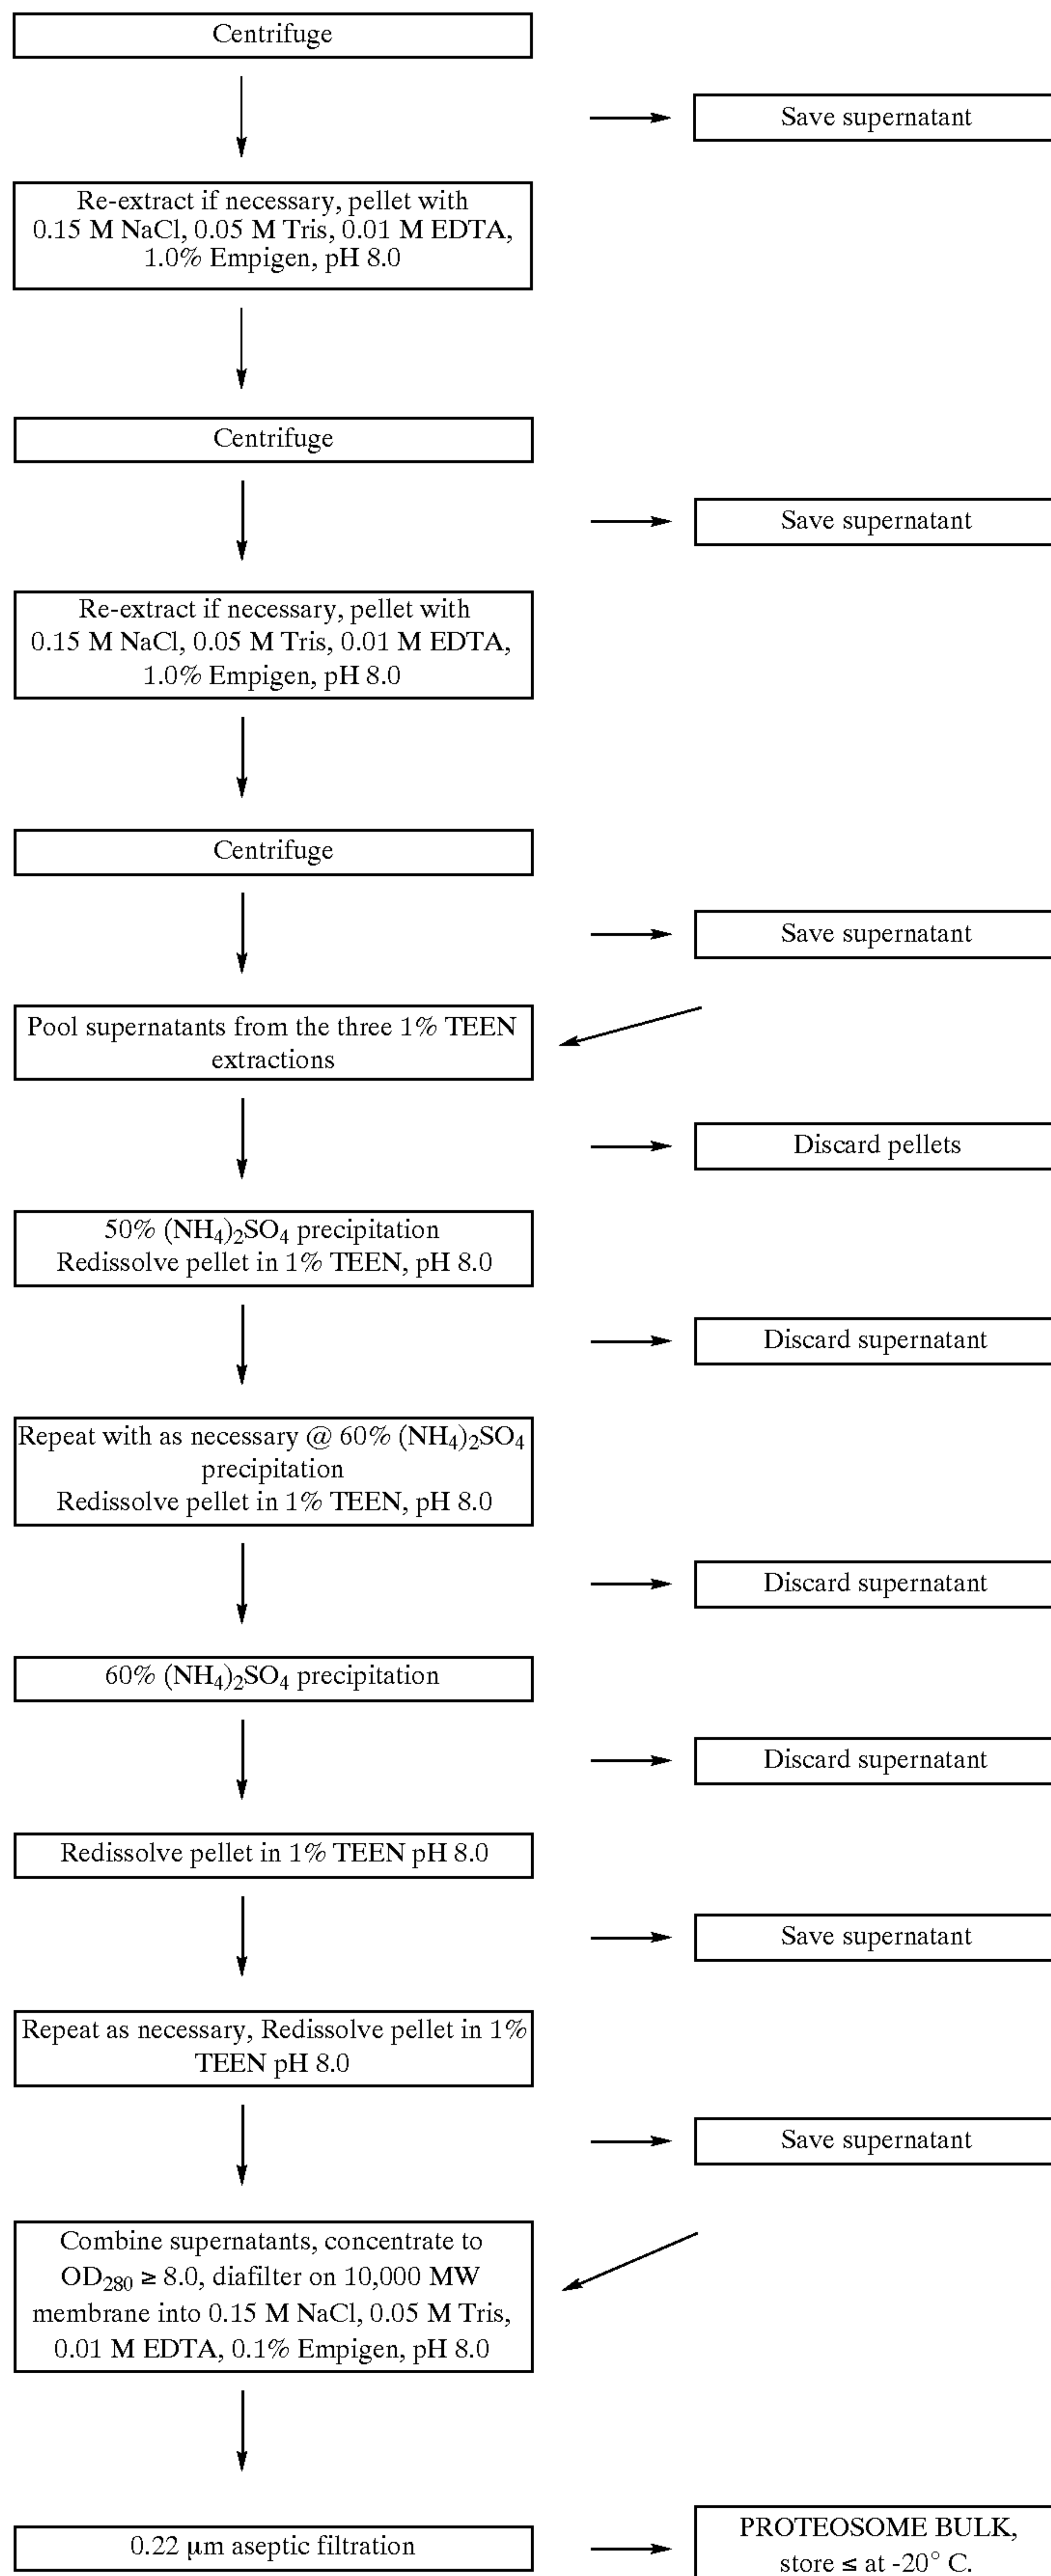 Centrifuge
Save supernatant
Re-extract if necessary, pellet with
0.15 M NaCl, 0.05 M Tris, 0.01 M EDTA,
1.0% Empigen, pH 8.0
Centrifuge
Save supernatant
Re-extract if necessary, pellet with
0.15 M NaCl, 0.05 M Tris, 0.01 M EDTA,
1.0% Empigen, pH 8.0
Centrifuge
Save supernatant
Pool supernatants from the three 1% TEEN
extractions
Discard pellets
50% (NH₄)₂SO₄ precipitation
Redissolve pellet in 1% TEEN, pH 8.0
Discard supernatant
Repeat with as necessary @ 60% (NH₄)₂SO₄
precipitation
Redissolve pellet in 1% TEEN, pH 8.0
Discard supernatant
60% (NH₄)₂SO₄ precipitation
Discard supernatant
Redissolve pellet in 1% TEEN pH 8.0
Save supernatant
Repeat as necessary, Redissolve pellet in 1%
TEEN pH 8.0
Save supernatant
Combine supernatants, concentrate to
OD₂₈₀ ≥ 8.0, diafilter on 10,000 MW
membrane into 0.15 M NaCl, 0.05 M Tris,
0.01 M EDTA, 0.1% Empigen, pH 8.0
0.22 μm aseptic filtration
PROTEOSOME BULK,
store ≤ at -20° C.